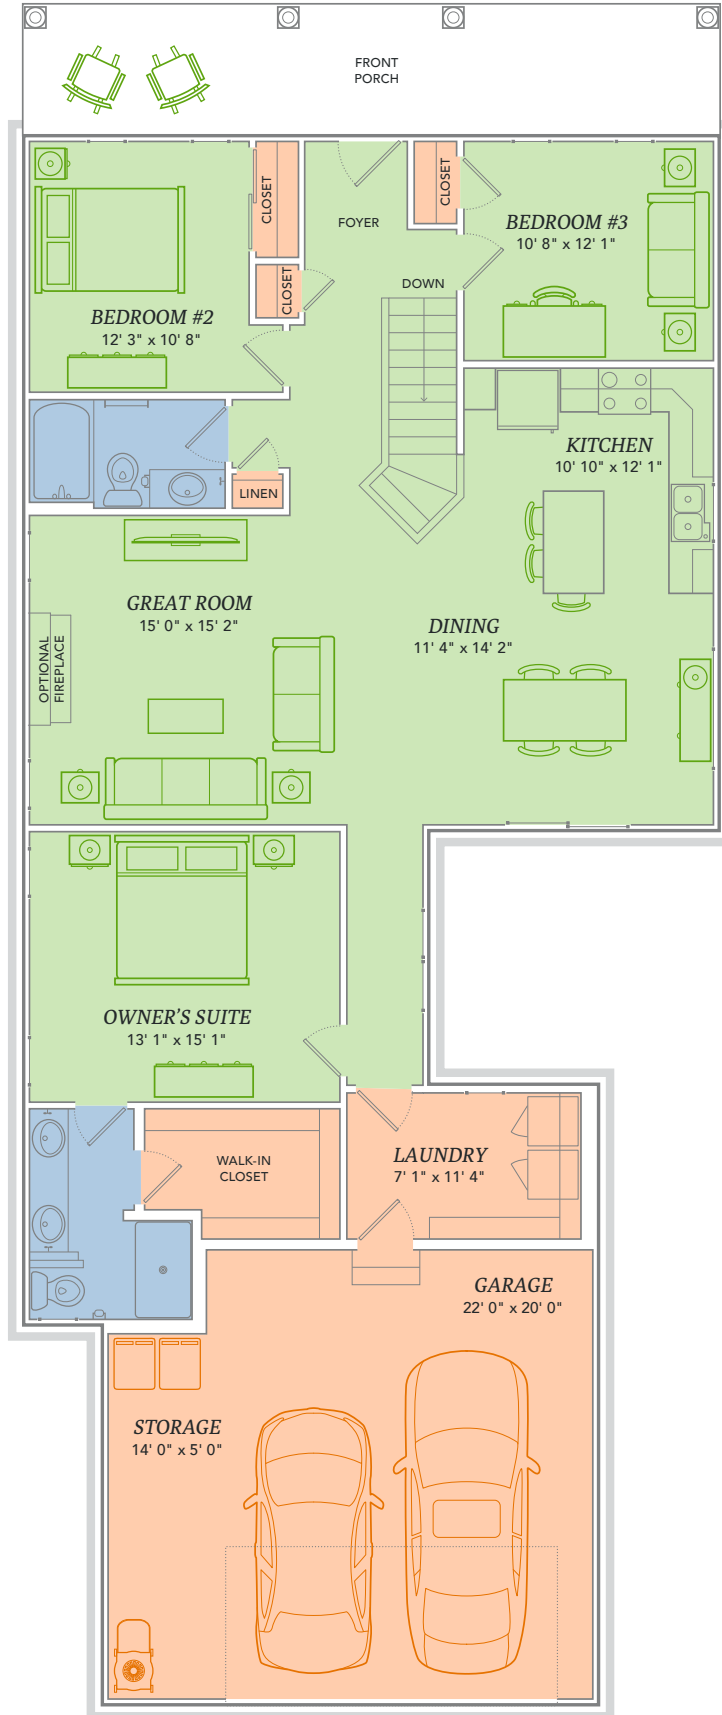 FRONT
PORCH
CLOSET
CLOSET
FOYER
BEDROOM #3
10' 8" x 12' 1"
CLOSET
DOWN
BEDROOM #2
12' 3" x 10' 8"
KITCHEN
10' 10" x 12' 1"
LINEN
GREAT ROOM
15' 0" x 15' 2"
DINING
11' 4" x 14' 2"
OPTIONAL
FIREPLACE
OWNER'S SUITE
13' 1" x 15' 1"
WALK-IN
CLOSET
LAUNDRY
7' 1" x 11' 4"
GARAGE
22' 0" x 20' 0"
STORAGE
14' 0" x 5' 0"